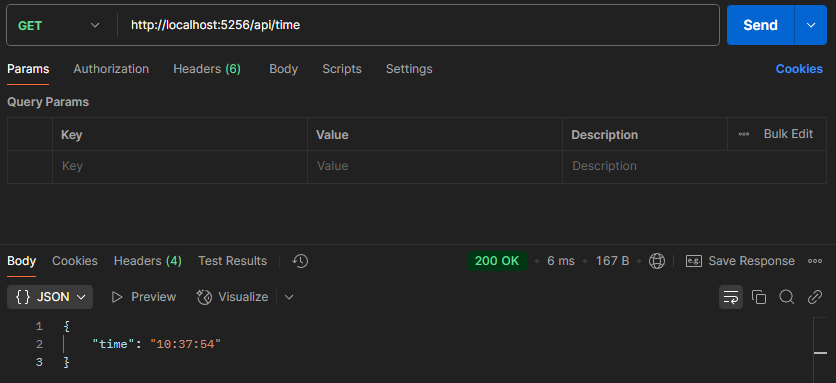 GET http://localhost:5256/api/time Send
Params Authorization Headers (6) Body Scripts Settings Cookies
Query Params
Key Value Description Bulk Edit
Key Value Description
Body Cookies Headers (4) Test Results 200 OK • 6 ms • 167 B e.g. Save Response
{} JSON Preview Visualize
1 {
2 "time": "10:37:54"
3 }